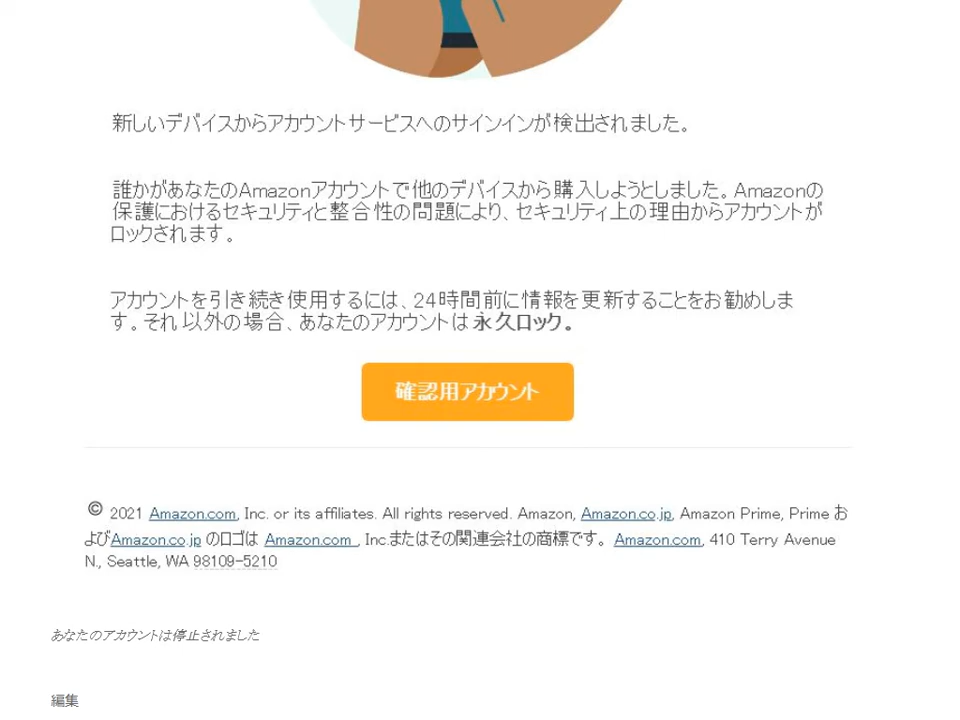 新しいデバイスからアカウントサービスへのサインインが検出されました。
誰かがあなたのAmazonアカウントで他のデバイスから購入しようとしました。Amazonの
保護におけるセキュリティと整合性の問題により、セキュリティ上の理由からアカウントが
ロックされます。
アカウントを引き続き使用するには、24時間前に情報を更新することをお勧めしま
す。それ以外の場合、あなたのアカウントは永久ロック。
確認用アカウント
© 2021 Amazon.com, Inc. or its affiliates. All rights reserved. Amazon, Amazon.co.jp, Amazon Prime, Prime お
よびAmazon.co.jp のロゴは Amazon.com , Inc.またはその関連会社の商標です。 Amazon.com, 410 Terry Avenue
N., Seattle, WA 98109-5210
あなたのアカウントは停止されました
編集